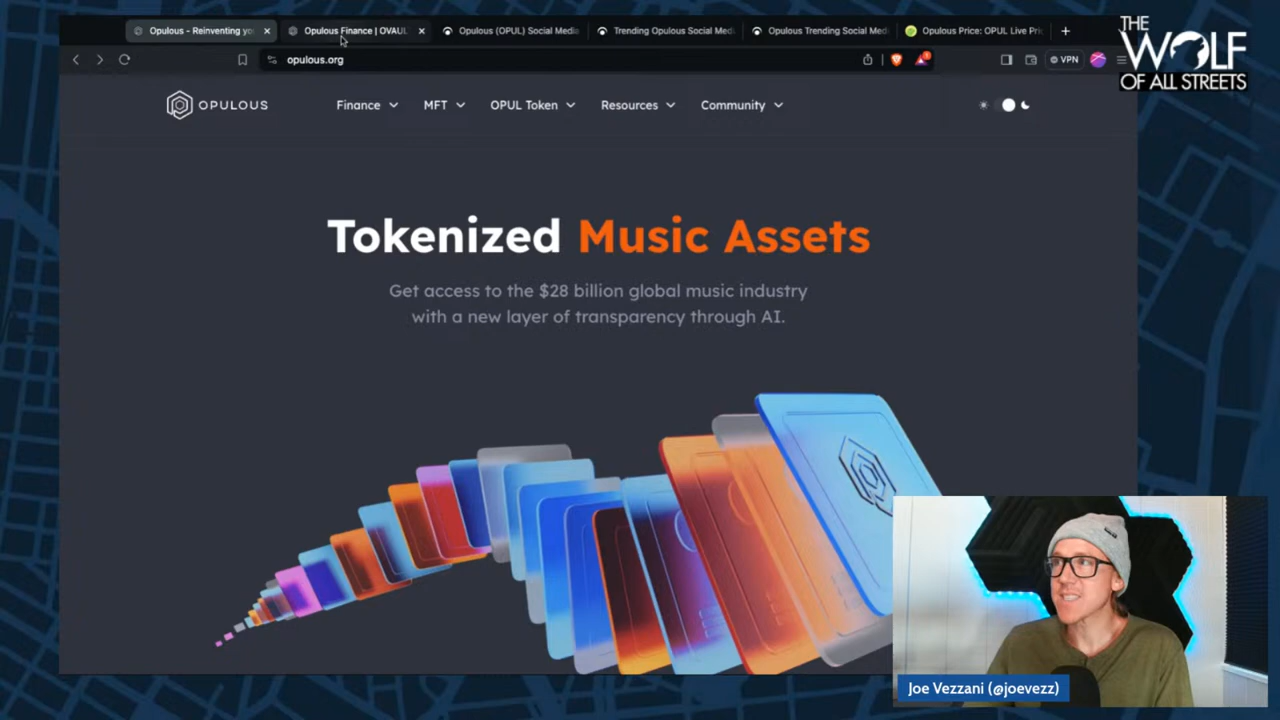 Opulous - Reinventing yo
Opulous Finance | OVAUL
Opulous (OPUL) Social Media
Trending Opulous Social Med
Opulous Trending Social Med
Opulous Price: OPUL Live Pri
opulous.org
VPN
THE
WOLF
OF ALL STREETS
OPULOUS
Finance
MFT
OPUL Token
Resources
Community
Tokenized Music Assets
Get access to the $28 billion global music industry
with a new layer of transparency through AI.
Joe Vezzani (@joevezz)